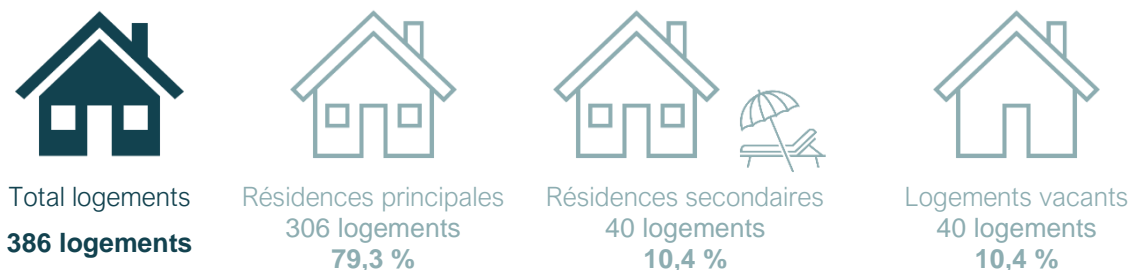 Total logements
386 logements
Résidences principales
306 logements
79,3 %
Résidences secondaires
40 logements
10,4 %
Logements vacants
40 logements
10,4 %